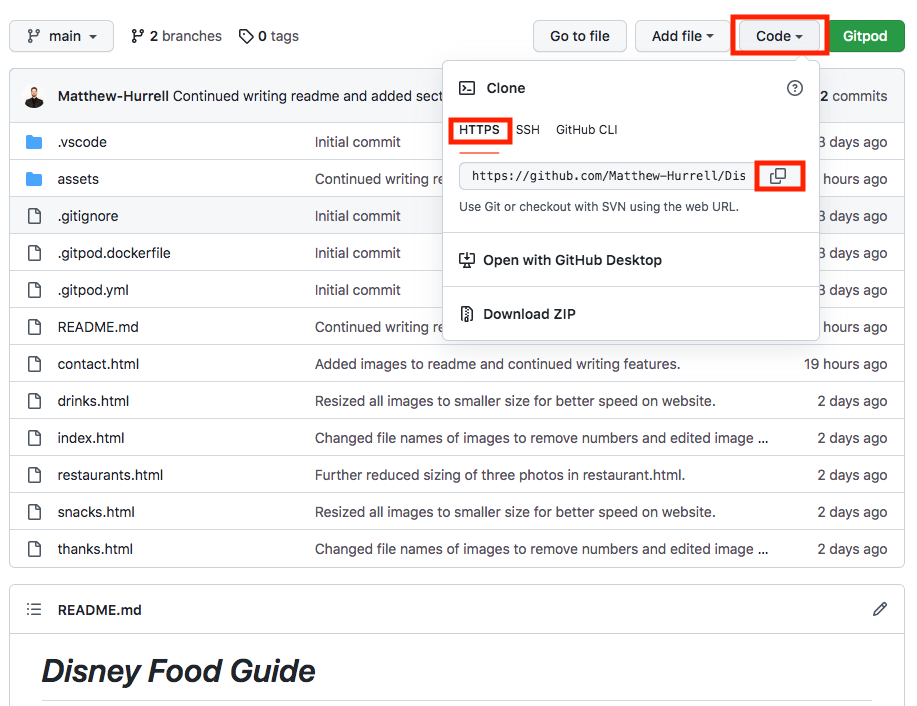 main 2 branches 0 tags Go to file Add file Code Gitpod
Matthew-Hurrell Continued writing readme and added sect 2 commits
Clone
HTTPS SSH GitHub CLI
https://github.com/Matthew-Hurrell/Dis
Use Git or checkout with SVN using the web URL.
Open with GitHub Desktop
Download ZIP
.vscode Initial commit 3 days ago
assets Continued writing re hours ago
.gitignore Initial commit 3 days ago
.gitpod.dockerfile Initial commit 3 days ago
.gitpod.yml Initial commit 3 days ago
README.md Continued writing re hours ago
contact.html Added images to readme and continued writing features. 19 hours ago
drinks.html Resized all images to smaller size for better speed on website. 2 days ago
index.html Changed file names of images to remove numbers and edited image ... 2 days ago
restaurants.html Further reduced sizing of three photos in restaurant.html. 2 days ago
snacks.html Resized all images to smaller size for better speed on website. 2 days ago
thanks.html Changed file names of images to remove numbers and edited image ... 2 days ago
README.md
Disney Food Guide